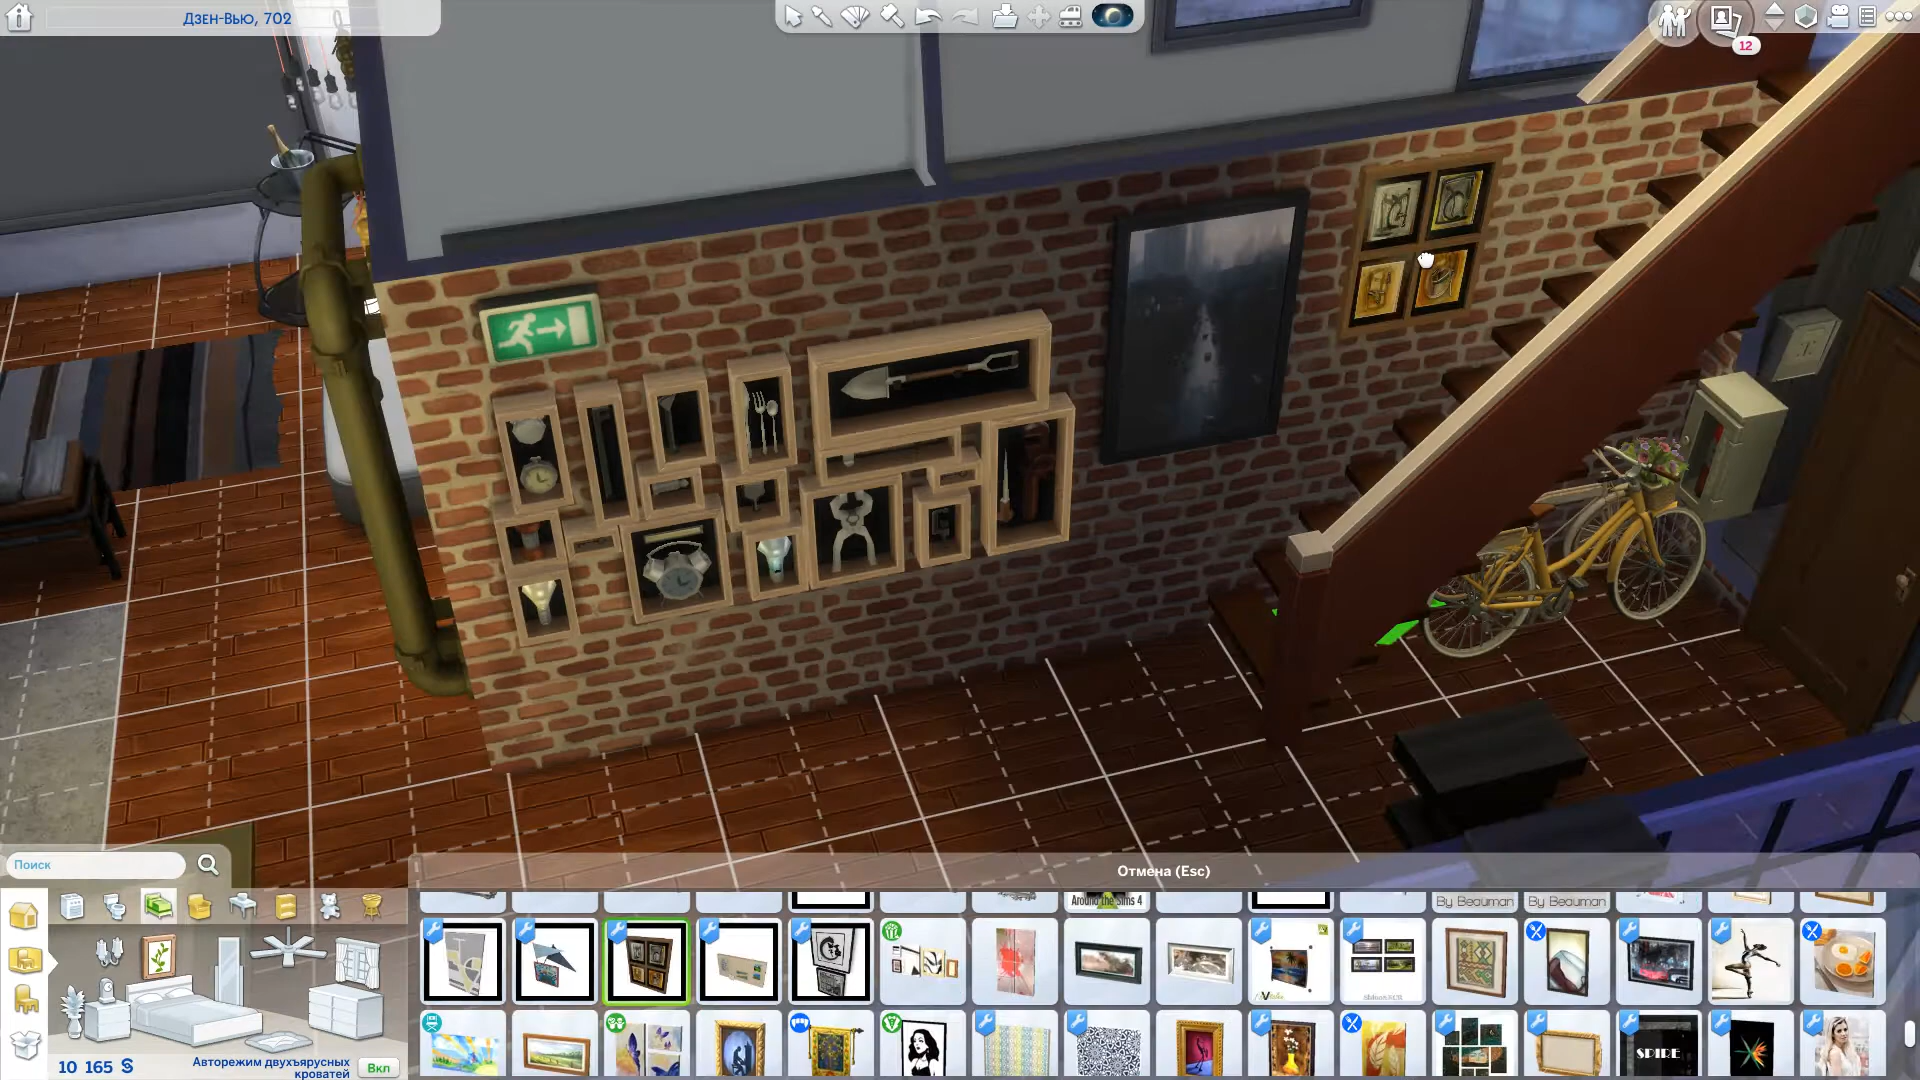 Дзен-Вью, 702
12
Поиск
Отмена (Esc)
Around the Sims 4
By Beauman
By Beauman
SPIRE
10 165
Авторежим двухъярусных
кроватей
Вкл